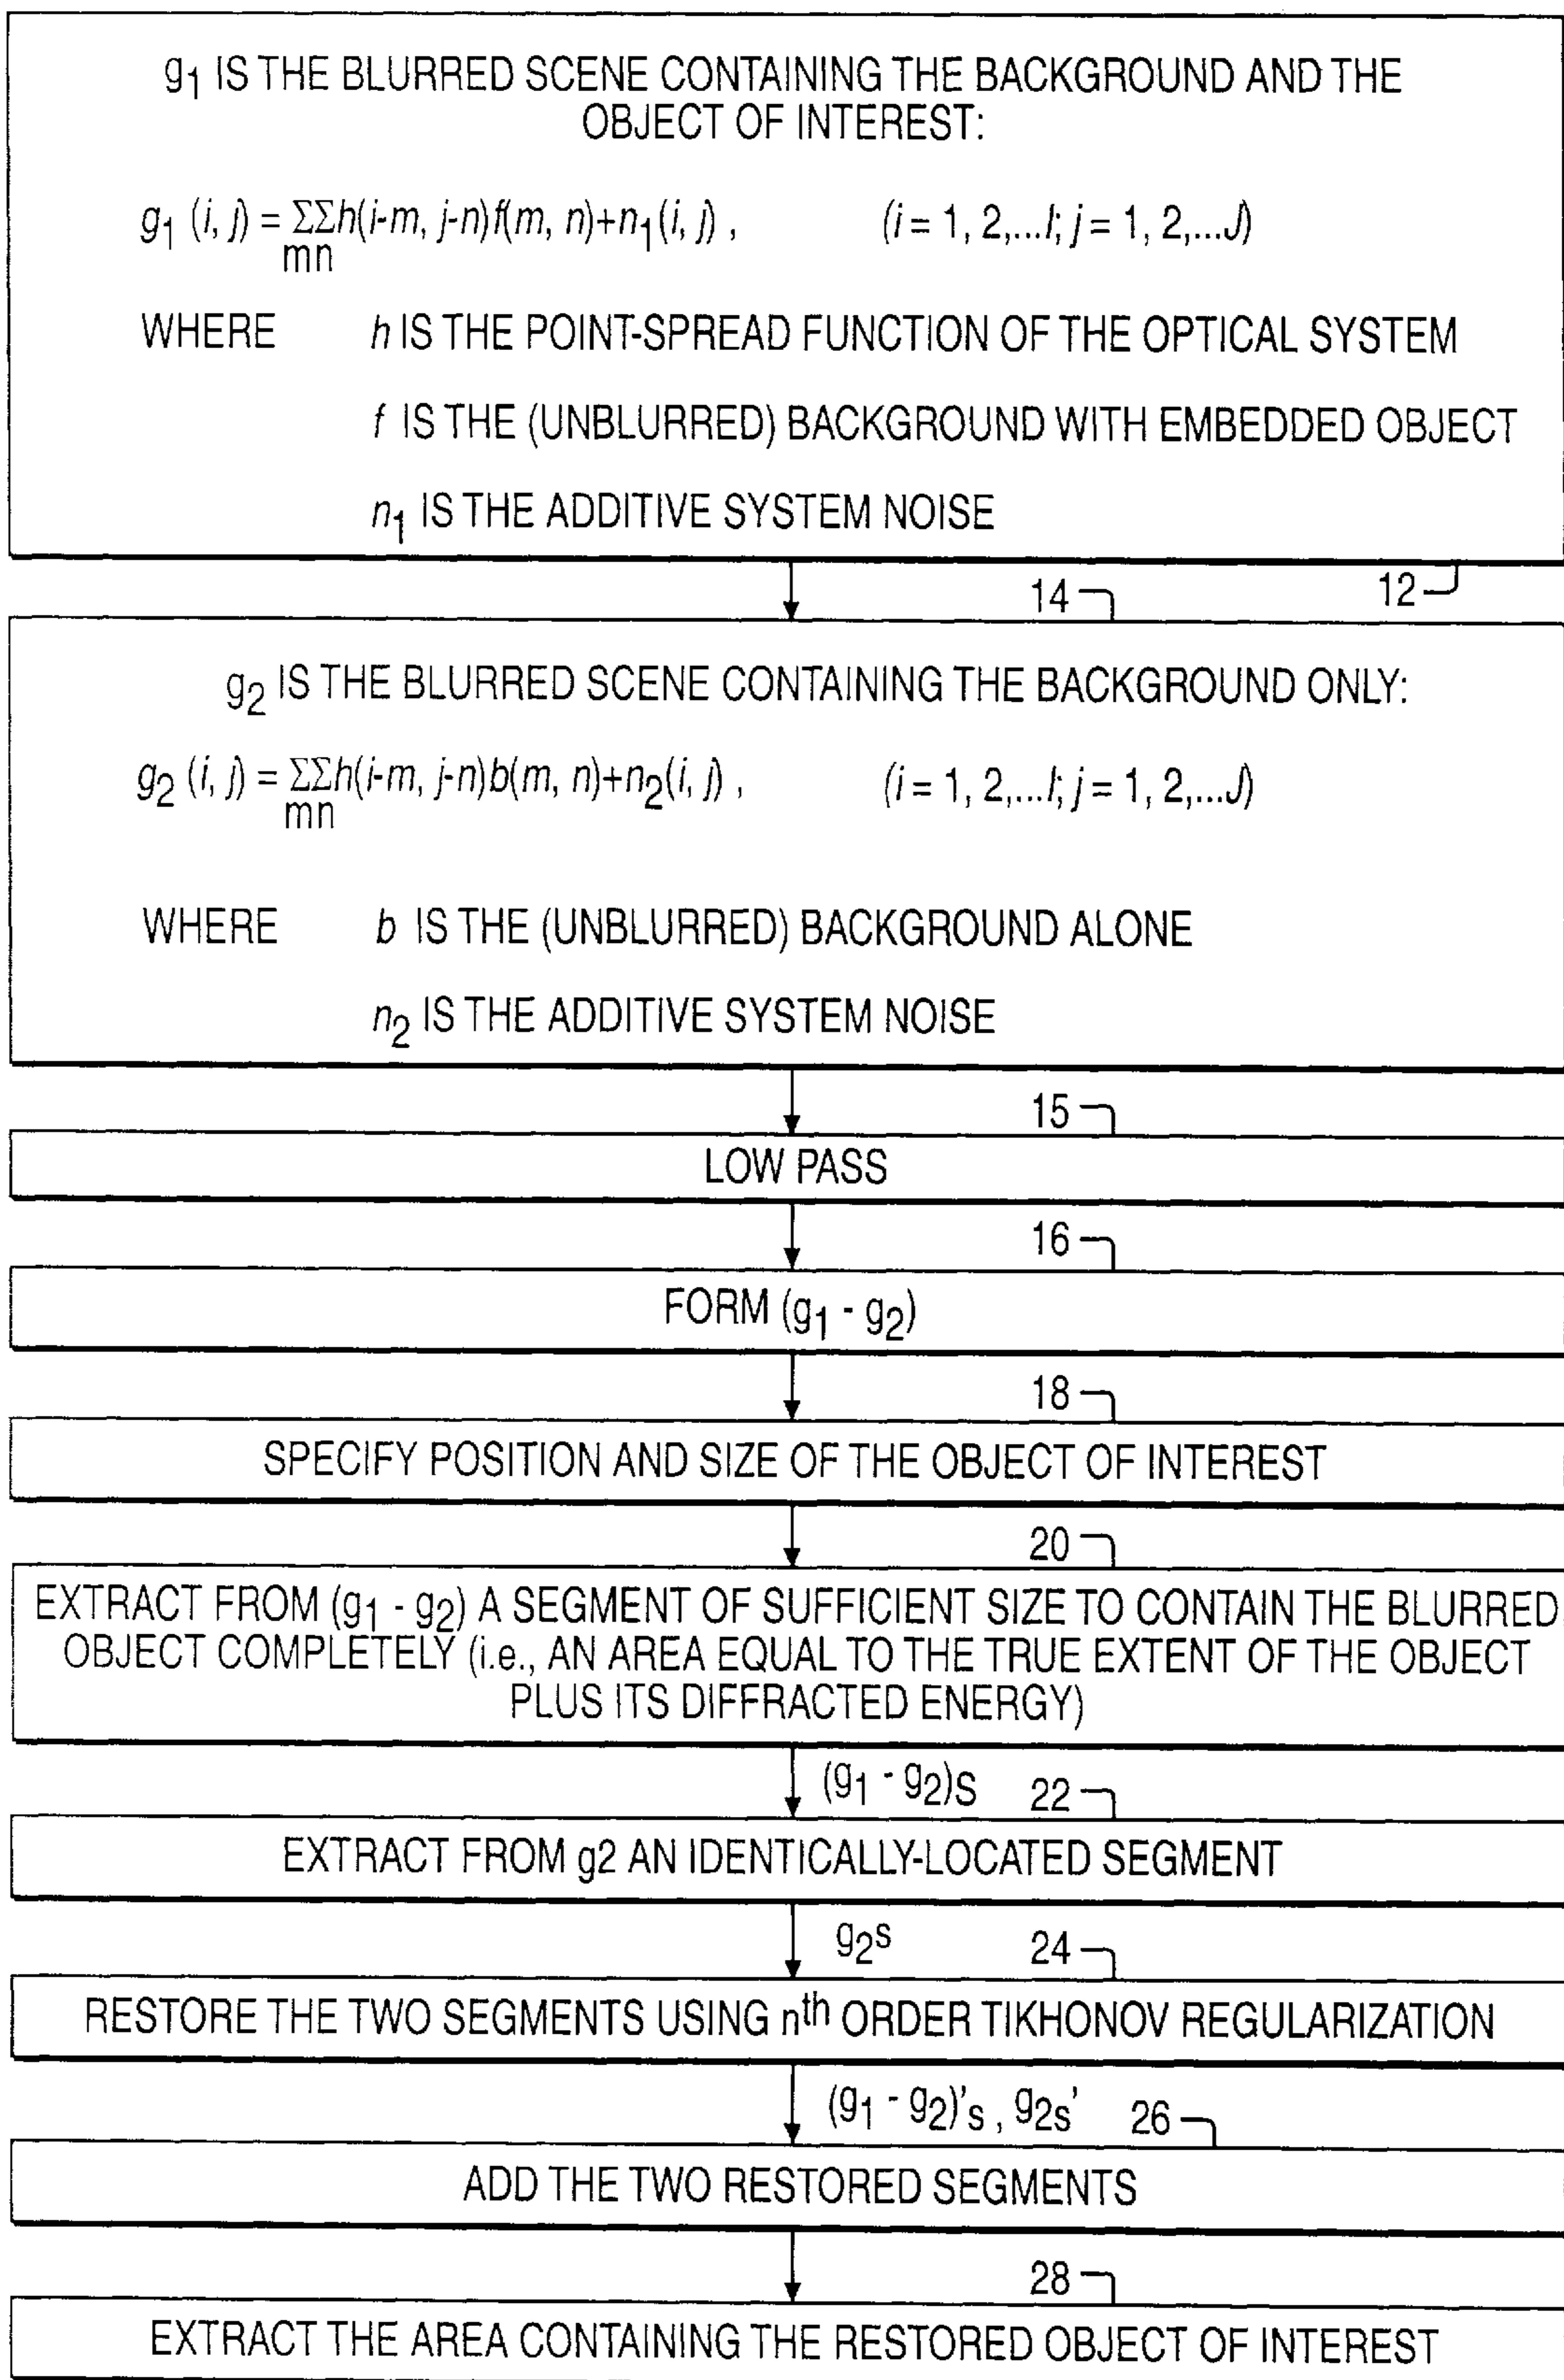 g1 IS THE BLURRED SCENE CONTAINING THE BACKGROUND AND THE
OBJECT OF INTEREST:
g1 (i, j) = ΣΣh(i-m, j-n)f(m, n)+n1(i, j) , (i = 1, 2,...I; j = 1, 2,...J)
mn
WHERE h IS THE POINT-SPREAD FUNCTION OF THE OPTICAL SYSTEM
f IS THE (UNBLURRED) BACKGROUND WITH EMBEDDED OBJECT
n1 IS THE ADDITIVE SYSTEM NOISE
12
14
g2 IS THE BLURRED SCENE CONTAINING THE BACKGROUND ONLY:
g2 (i, j) = ΣΣh(i-m, j-n)b(m, n)+n2(i, j) , (i = 1, 2,...I; j = 1, 2,...J)
mn
WHERE b IS THE (UNBLURRED) BACKGROUND ALONE
n2 IS THE ADDITIVE SYSTEM NOISE
15
LOW PASS
16
FORM (g1 - g2)
18
SPECIFY POSITION AND SIZE OF THE OBJECT OF INTEREST
20
EXTRACT FROM (g1 - g2) A SEGMENT OF SUFFICIENT SIZE TO CONTAIN THE BLURRED
OBJECT COMPLETELY (i.e., AN AREA EQUAL TO THE TRUE EXTENT OF THE OBJECT
PLUS ITS DIFFRACTED ENERGY)
(g1 - g2)S 22
EXTRACT FROM g2 AN IDENTICALLY-LOCATED SEGMENT
g2s 24
RESTORE THE TWO SEGMENTS USING nth ORDER TIKHONOV REGULARIZATION
(g1 - g2)'s , g2s' 26
ADD THE TWO RESTORED SEGMENTS
28
EXTRACT THE AREA CONTAINING THE RESTORED OBJECT OF INTEREST